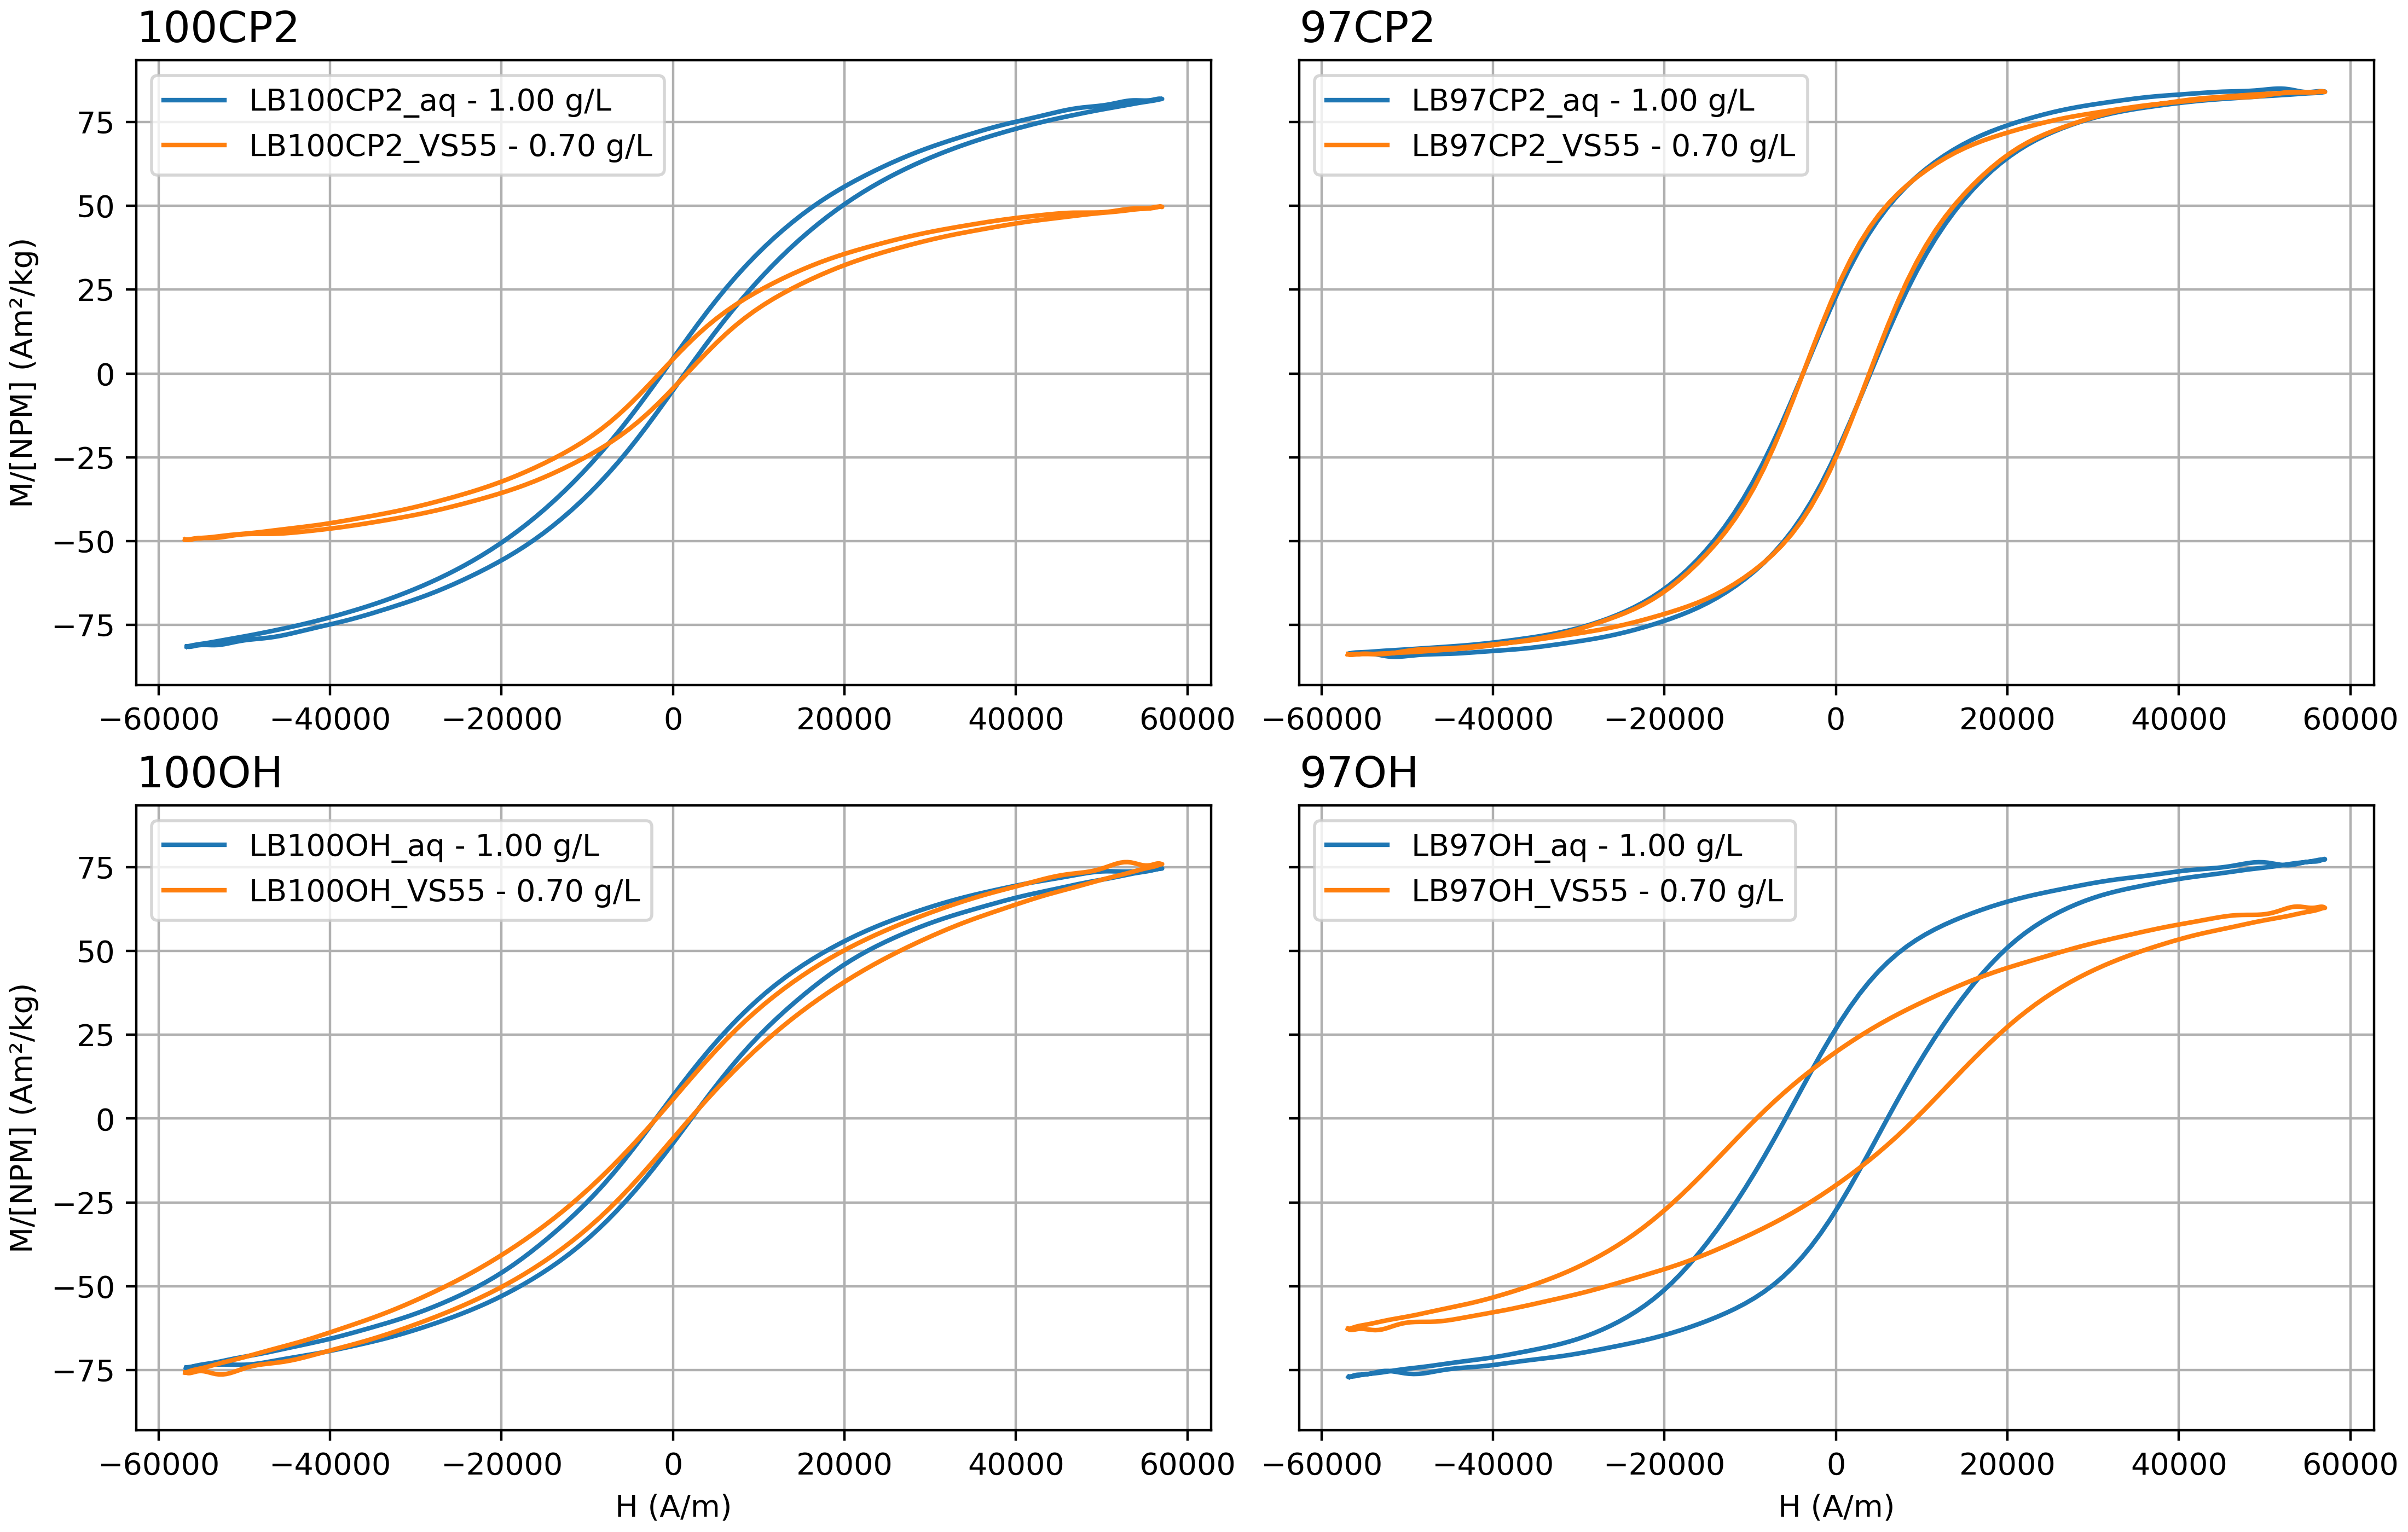 100CP2
LB100CP2_aq - 1.00 g/L
LB100CP2_VS55 - 0.70 g/L
M/[NPM] (Am²/kg)
75
50
25
0
−25
−50
−75
−60000 −40000 −20000 0 20000 40000 60000
97CP2
LB97CP2_aq - 1.00 g/L
LB97CP2_VS55 - 0.70 g/L
−60000 −40000 −20000 0 20000 40000 60000
100OH
LB100OH_aq - 1.00 g/L
LB100OH_VS55 - 0.70 g/L
M/[NPM] (Am²/kg)
75
50
25
0
−25
−50
−75
−60000 −40000 −20000 0 20000 40000 60000
H (A/m)
97OH
LB97OH_aq - 1.00 g/L
LB97OH_VS55 - 0.70 g/L
−60000 −40000 −20000 0 20000 40000 60000
H (A/m)